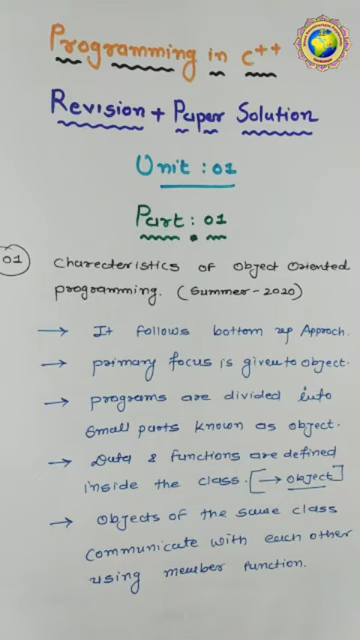 Programming in C++
Revision + Paper Solution
Unit : 01
Part : 01
01 Charecteristics of Object Oriented
programming. (Summer - 2020)
→ It follows bottom up Approch.
→ primary focus is given to object.
→ programs are divided into
small parts known as object.
→ Data & functions are defined
inside the class. [→ object]
→ Objects of the same class
communicate with each other
using member function.